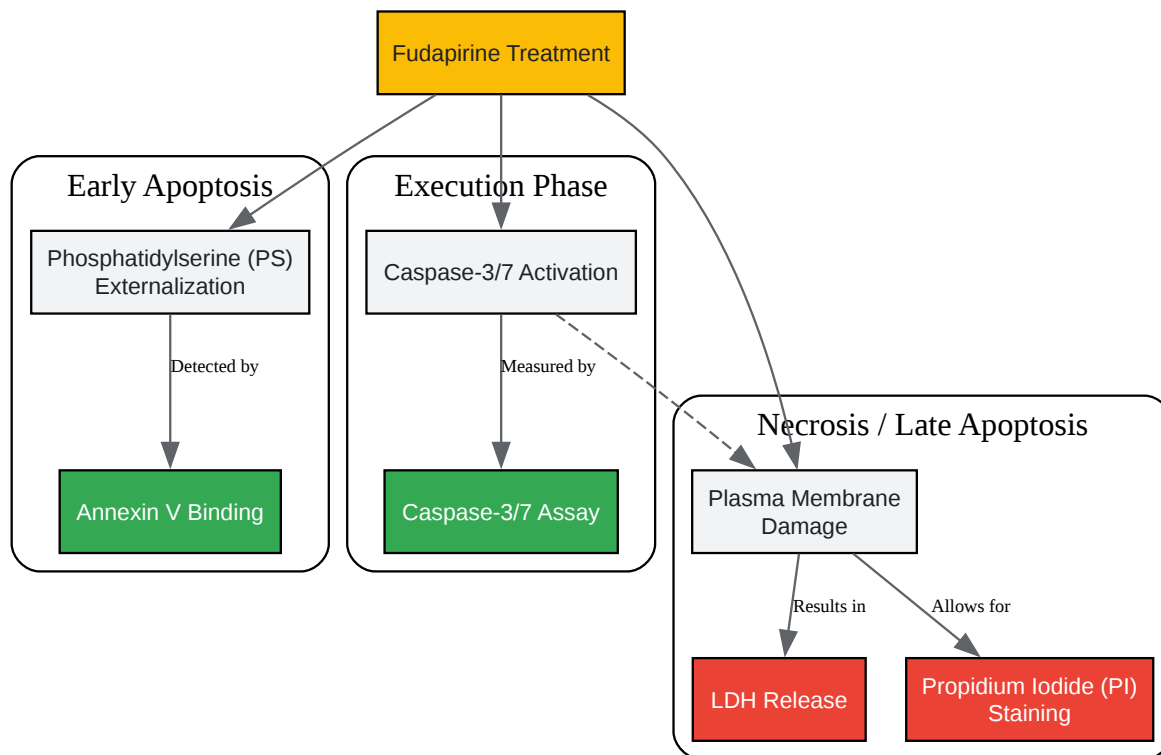 Fudapirine Treatment
Early Apoptosis
Execution Phase
Phosphatidylserine (PS)
Externalization
Caspase-3/7 Activation
Detected by
Measured by
Necrosis / Late Apoptosis
Annexin V Binding
Caspase-3/7 Assay
Plasma Membrane
Damage
Results in
Allows for
LDH Release
Propidium Iodide (PI)
Staining